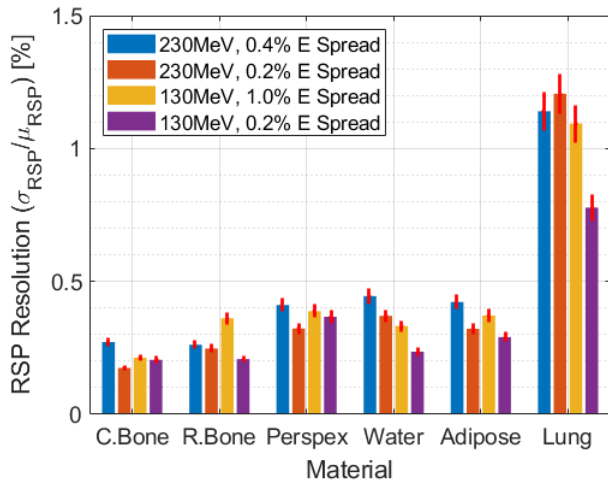 1.5
1
0.5
0
RSP Resolution (σRSP/μRSP) [%]
230MeV, 0.4% E Spread
230MeV, 0.2% E Spread
130MeV, 1.0% E Spread
130MeV, 0.2% E Spread
C.Bone R.Bone Perspex Water Adipose Lung
Material